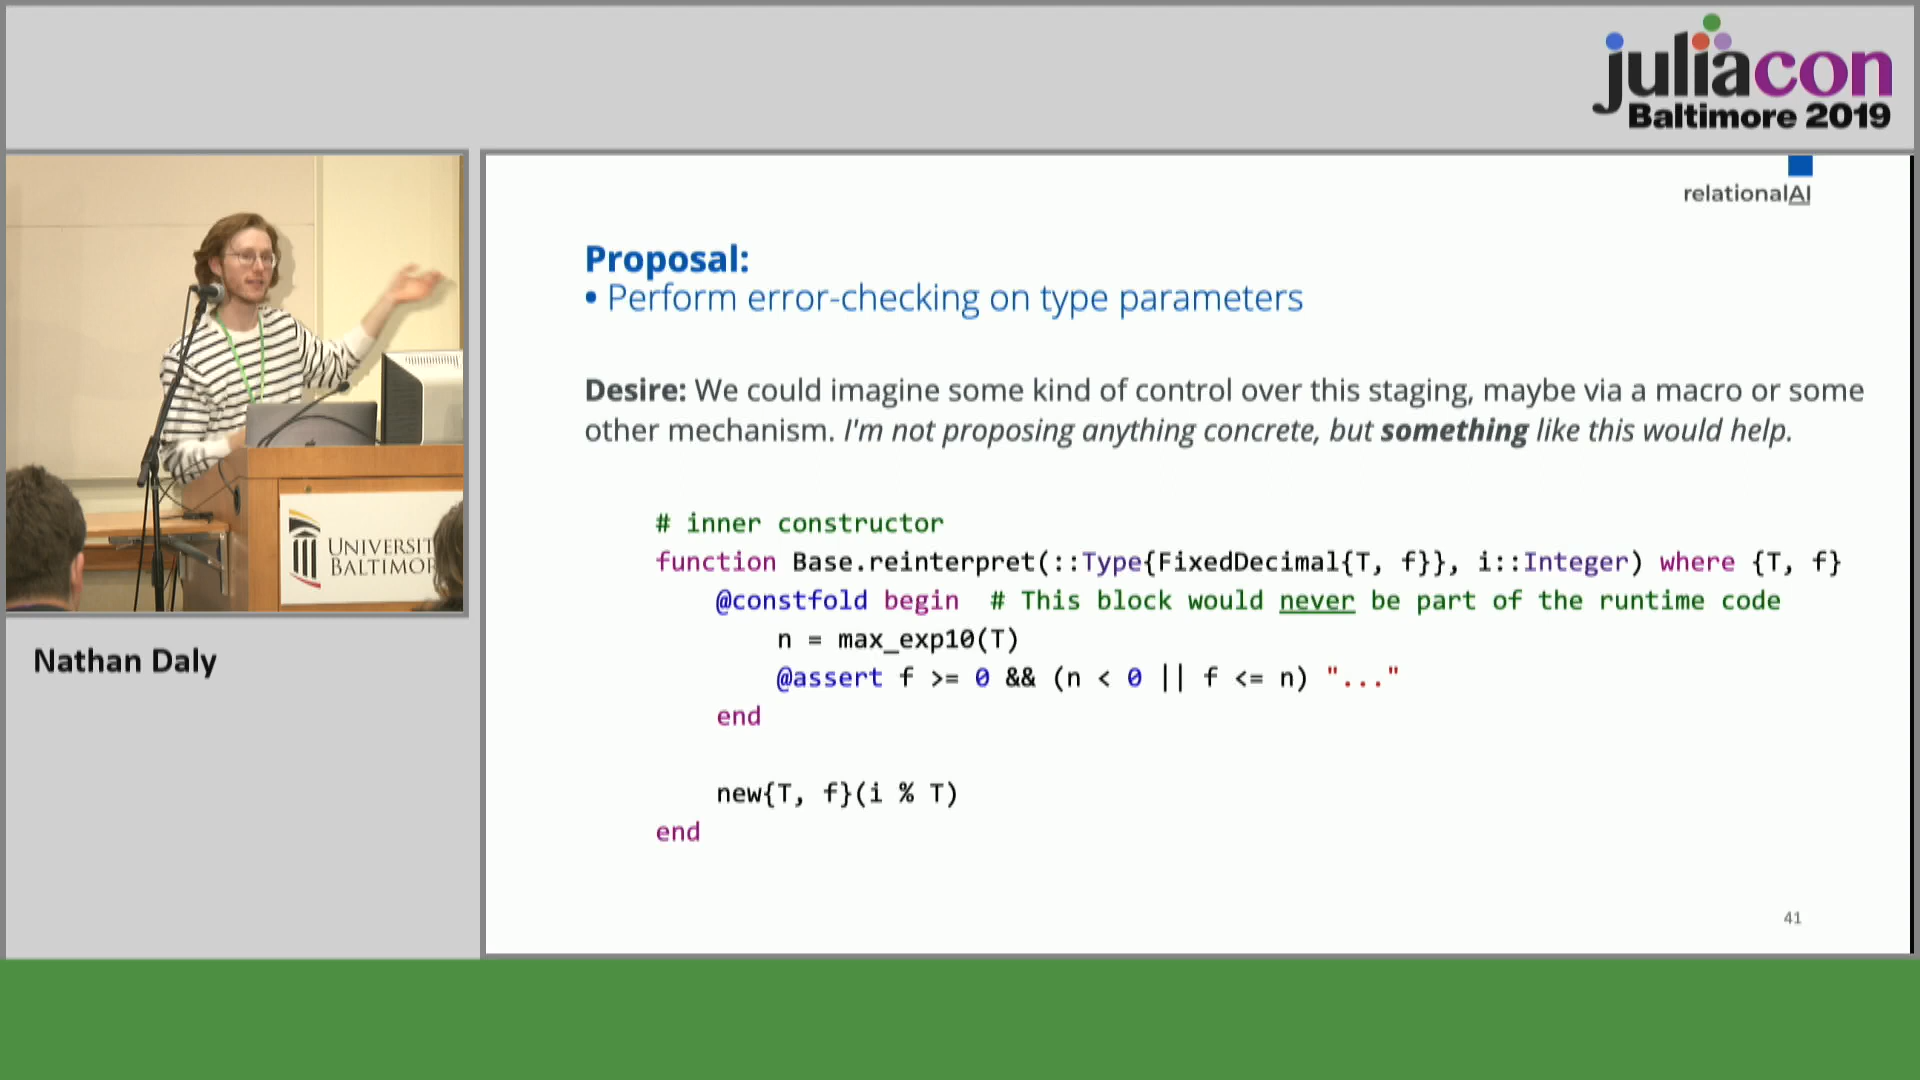 juliacon
Baltimore 2019
relationalAI
Proposal:
• Perform error-checking on type parameters
Desire: We could imagine some kind of control over this staging, maybe via a macro or some
other mechanism. I'm not proposing anything concrete, but something like this would help.
# inner constructor
function Base.reinterpret(::Type{FixedDecimal{T, f}}, i::Integer) where {T, f}
@constfold begin # This block would never be part of the runtime code
n = max_exp10(T)
@assert f >= 0 && (n < 0 || f <= n) "..."
end
new{T, f}(i % T)
end
41
UNIVERSIT
BALTIMOR
Nathan Daly